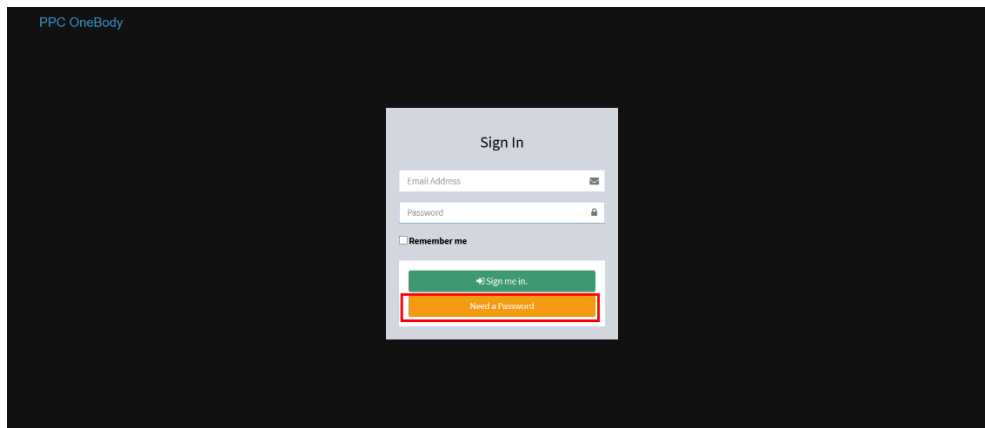 PPC OneBody
Sign In
Email Address
Password
Remember me
Sign me in.
Need a Password